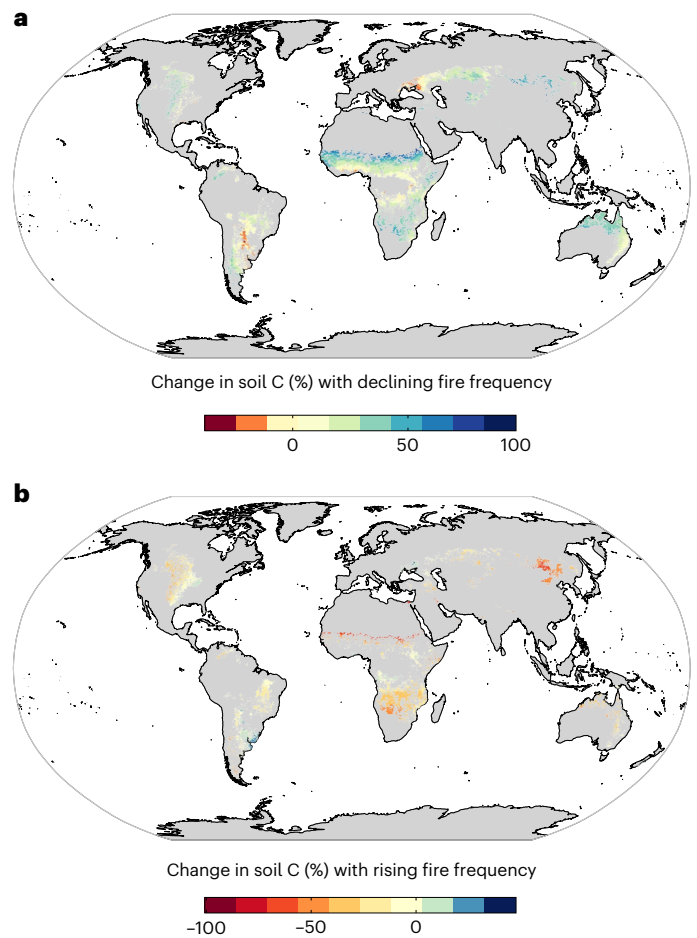 a
Change in soil C (%) with declining fire frequency
0 50 100
b
Change in soil C (%) with rising fire frequency
−100 −50 0